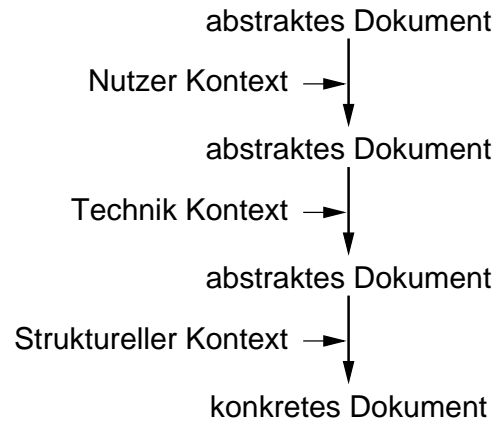 abstraktes Dokument
Nutzer Kontext
abstraktes Dokument
Technik Kontext
abstraktes Dokument
Struktureller Kontext
konkretes Dokument